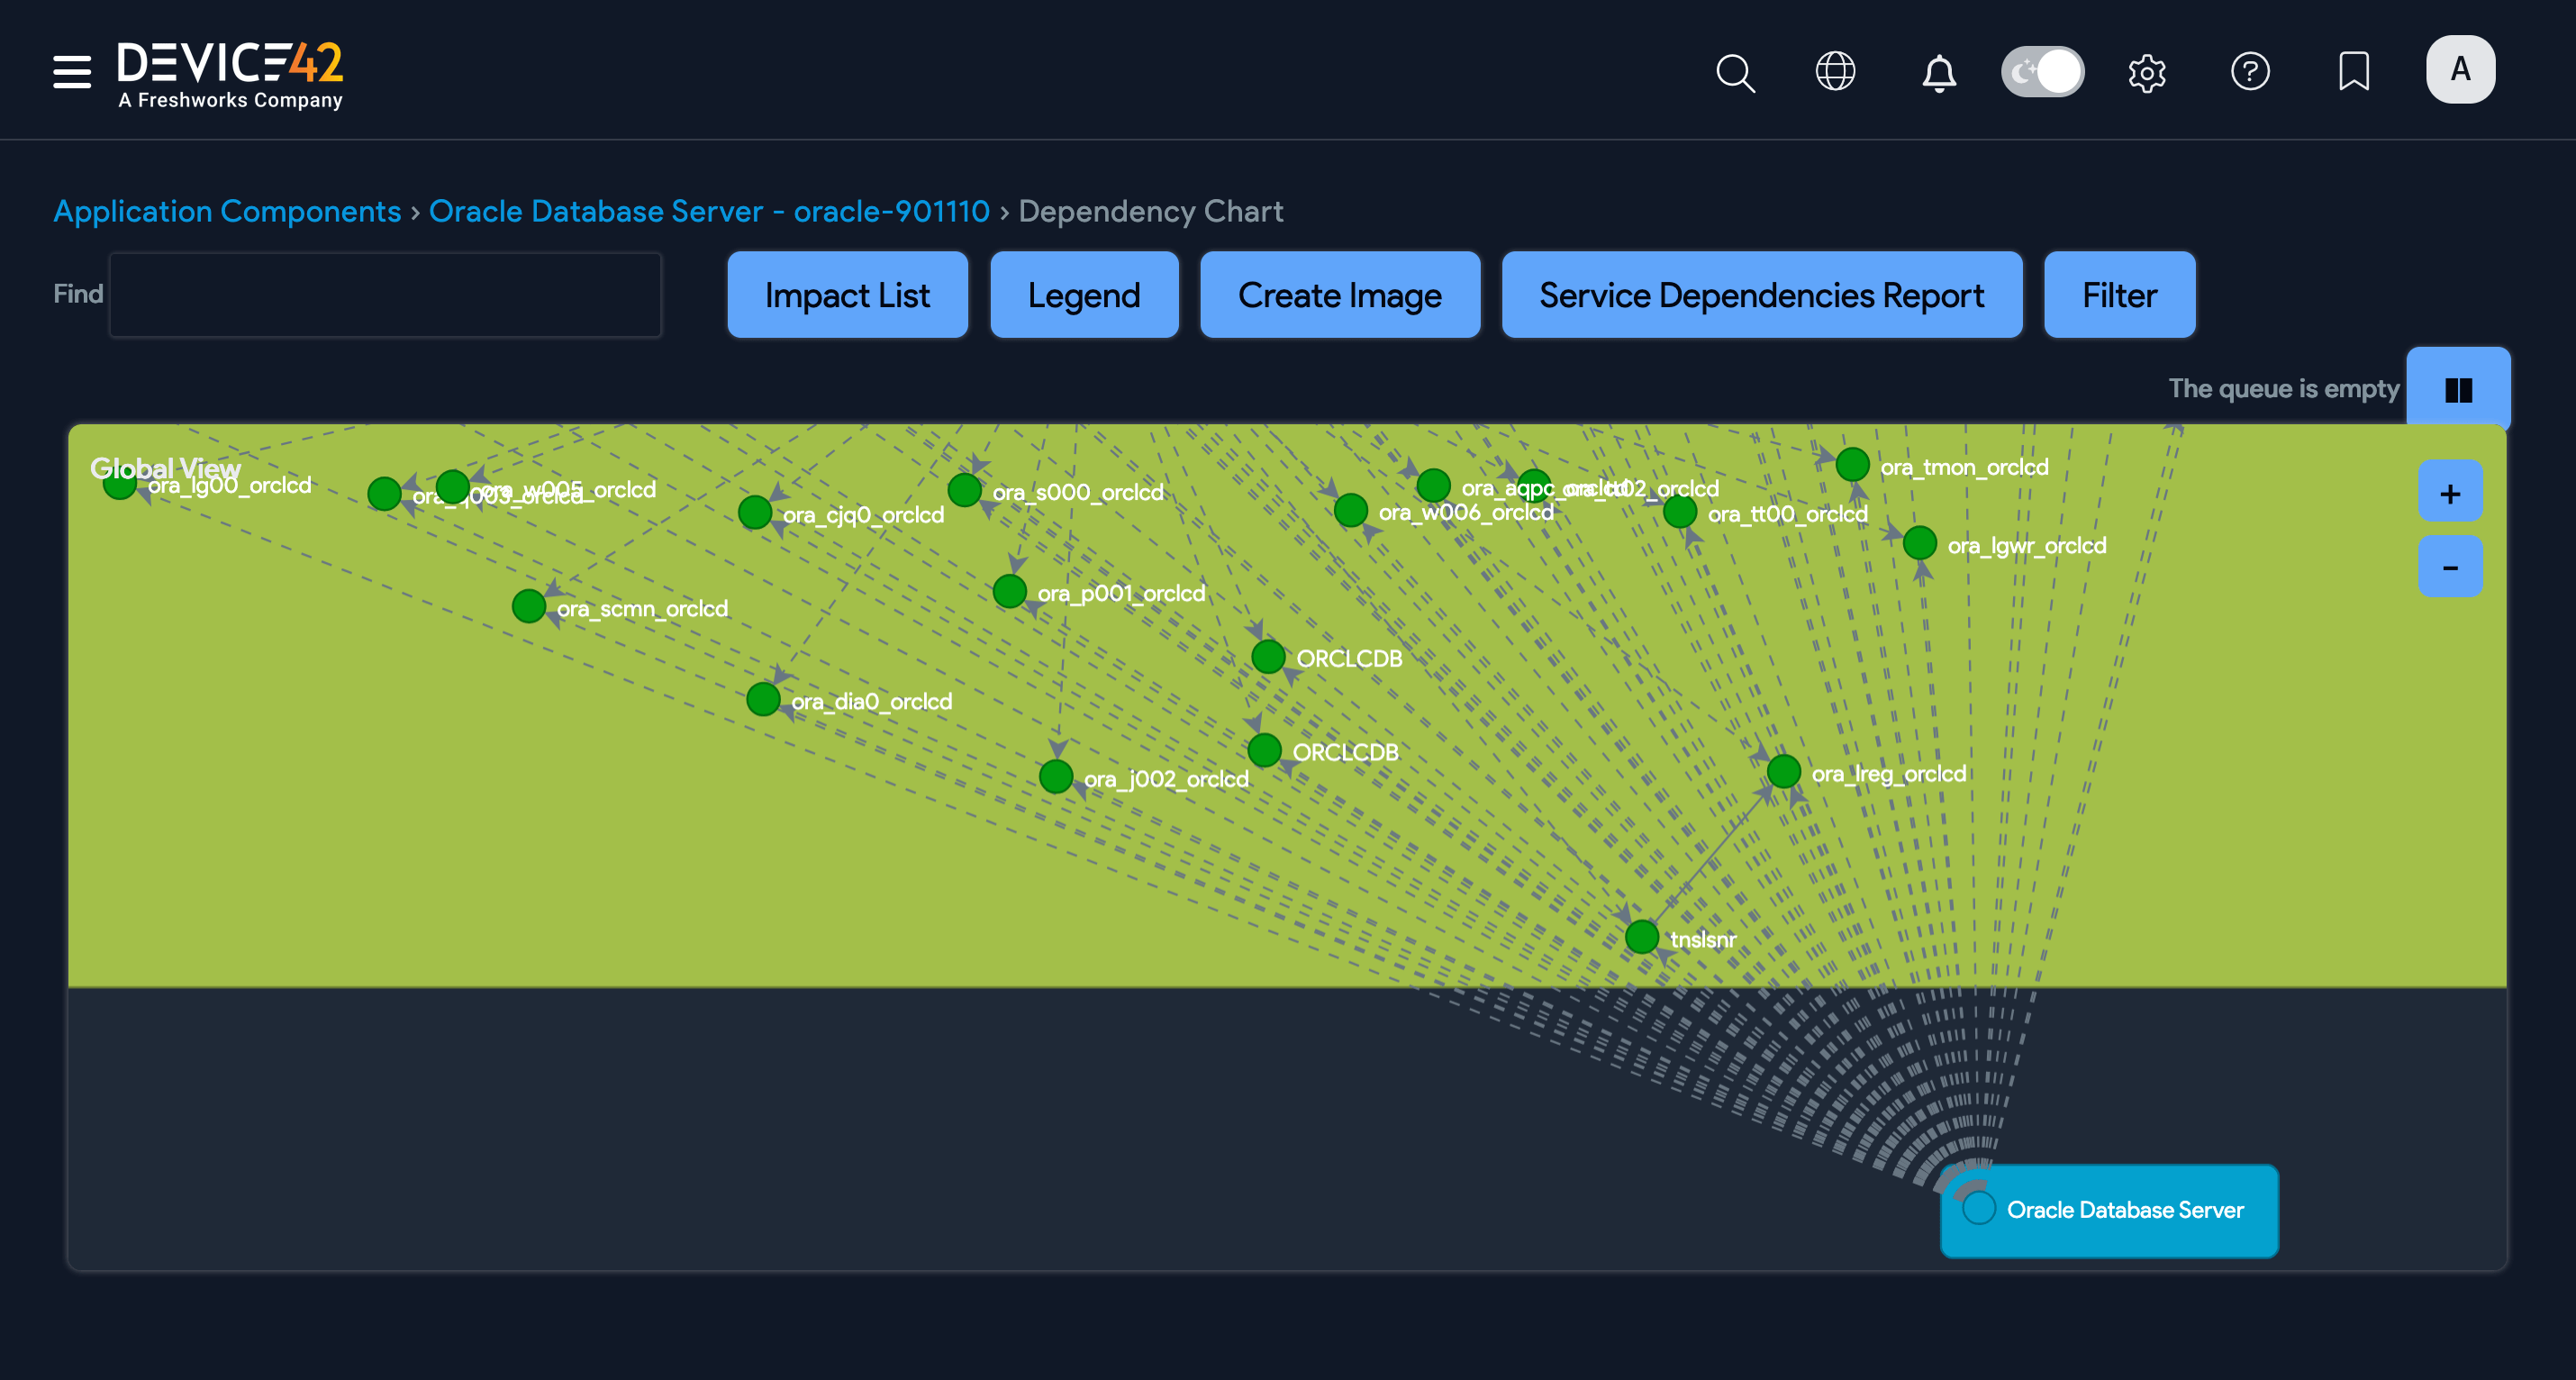 DEVICE42
A Freshworks Company
A
Application Components › Oracle Database Server - oracle-901110 › Dependency Chart
Find
Impact List
Legend
Create Image
Service Dependencies Report
Filter
The queue is empty
Global View
ora_lg00_orclcd
ora_q003_orclcd
ora_w005_orclcd
ora_cjq0_orclcd
ora_s000_orclcd
ora_w006_orclcd
ora_aqpc_orclcd
ora_tt02_orclcd
ora_tt00_orclcd
ora_tmon_orclcd
ora_lgwr_orclcd
+
-
ora_scmn_orclcd
ora_p001_orclcd
ORCLCDB
ora_dia0_orclcd
ORCLCDB
ora_j002_orclcd
ora_lreg_orclcd
tnslsnr
Oracle Database Server